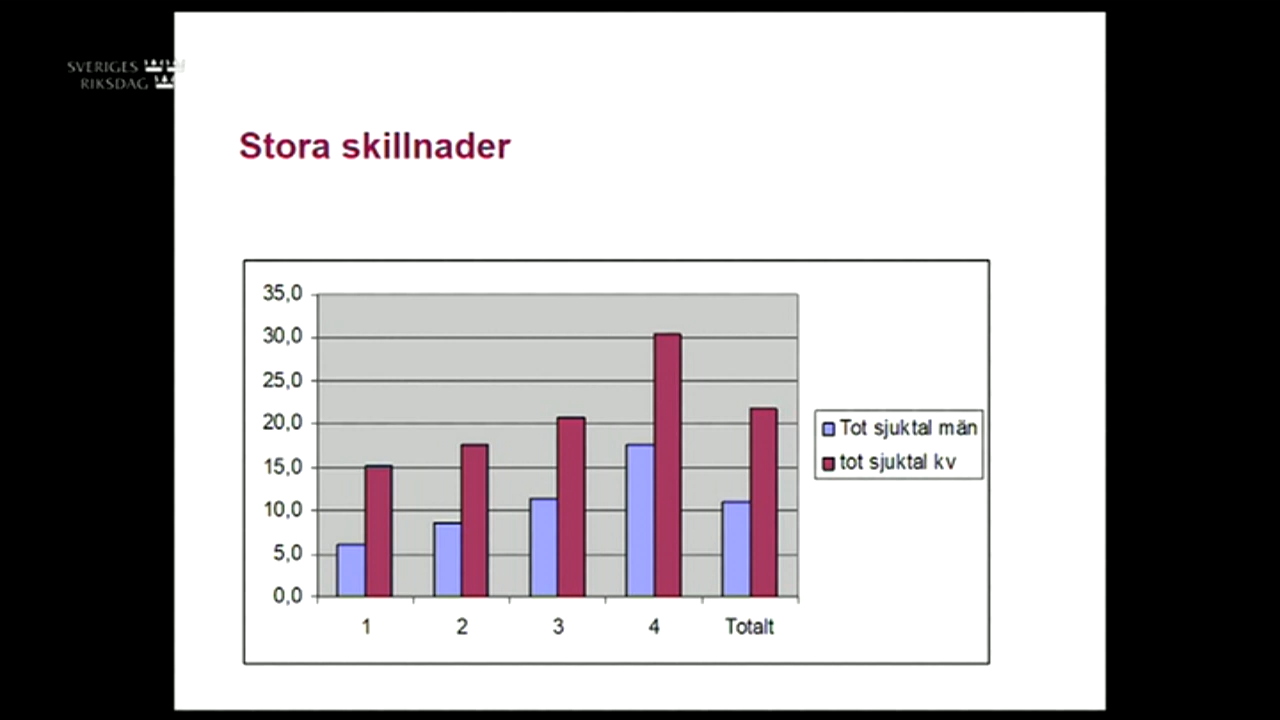 SVERIGES
RIKSDAG
Stora skillnader
35,0
30,0
25,0
20,0
15,0
10,0
5,0
0,0
1 2 3 4 Totalt
Tot sjuktal män
tot sjuktal kv